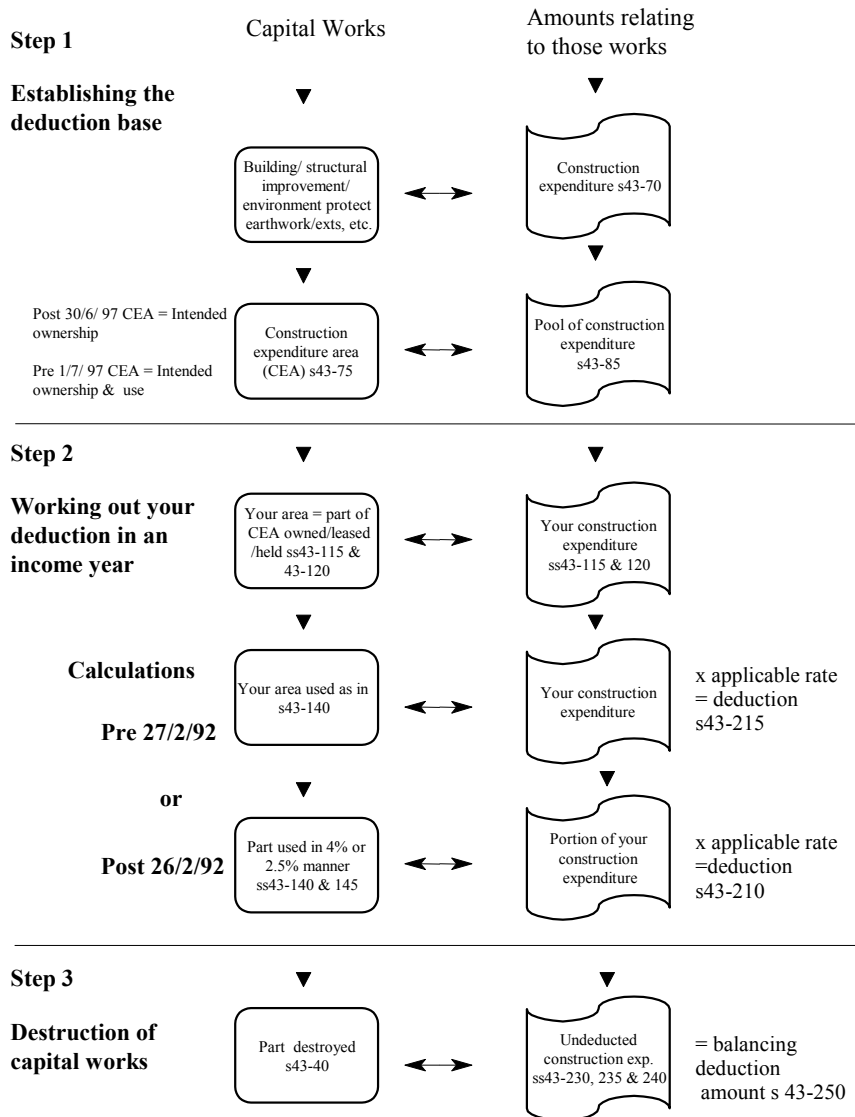 Step 1
Capital Works
Amounts relating
to those works
Establishing the
deduction base
Building/ structural
improvement/
environment protect
earthwork/exts, etc.
Construction
expenditure s43-70
Post 30/6/ 97 CEA = Intended
ownership
Pre 1/7/ 97 CEA = Intended
ownership & use
Construction
expenditure area
(CEA) s43-75
Pool of construction
expenditure
s43-85
Step 2
Working out your
deduction in an
income year
Your area = part of
CEA owned/leased
/held ss43-115 &
43-120
Your construction
expenditure
ss43-115 & 120
Calculations
Pre 27/2/92
Your area used as in
s43-140
Your construction
expenditure
x applicable rate
= deduction
s43-215
or
Post 26/2/92
Part used in 4% or
2.5% manner
ss43-140 & 145
Portion of your
construction
expenditure
x applicable rate
=deduction
s43-210
Step 3
Destruction of
capital works
Part destroyed
s43-40
Undeducted
construction exp.
ss43-230, 235 & 240
= balancing
deduction
amount s 43-250